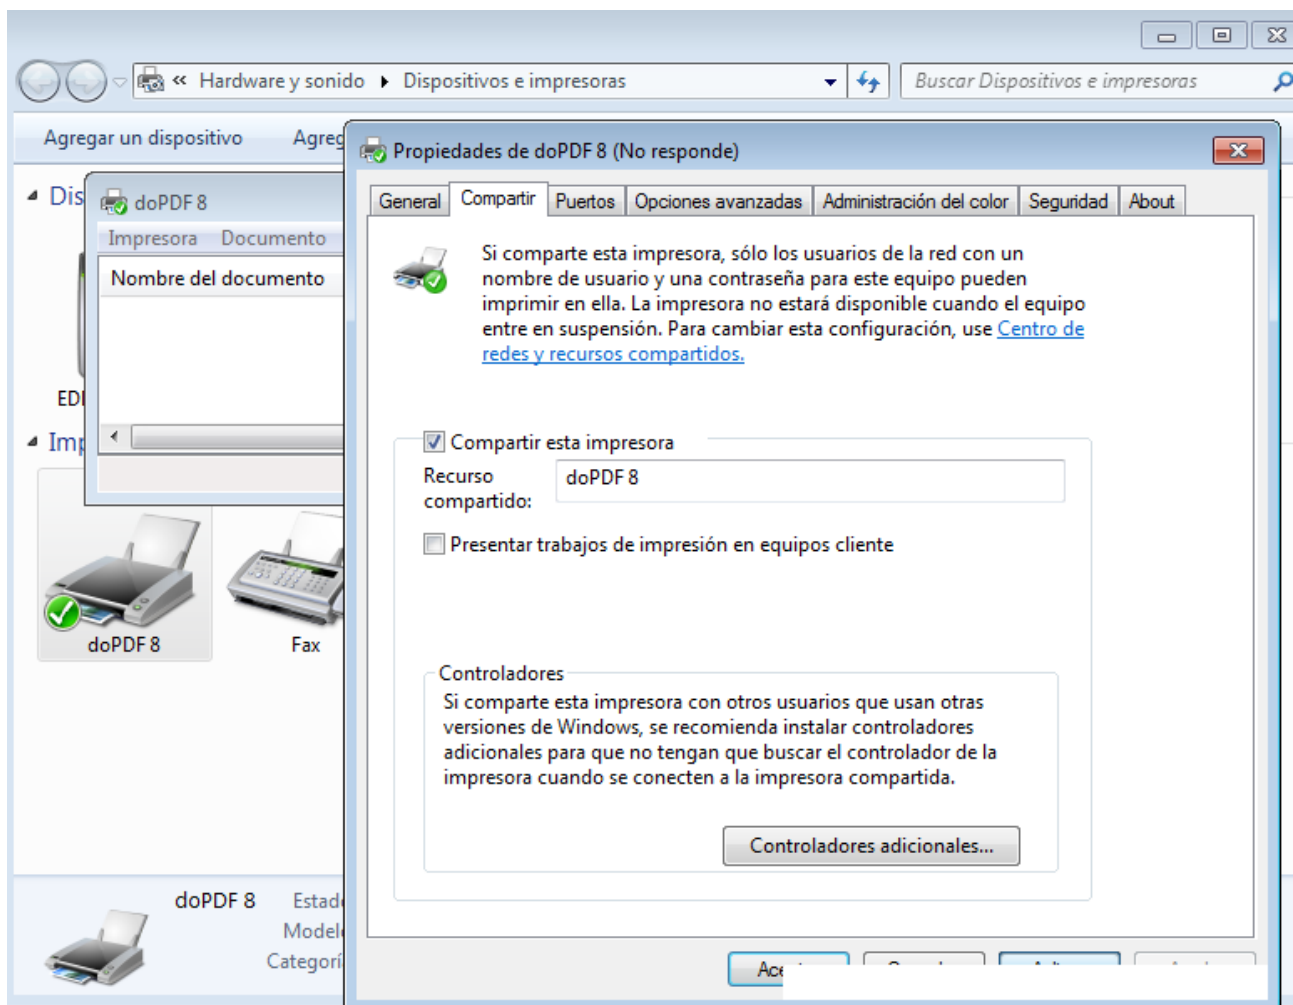 « Hardware y sonido ▸ Dispositivos e impresoras
Buscar Dispositivos e impresoras
Agregar un dispositivo
Agreg
Propiedades de doPDF 8 (No responde)
General Compartir Puertos Opciones avanzadas Administración del color Seguridad About
Dis
doPDF 8
Impresora Documento
Nombre del documento
EDI
Imp
doPDF 8
Fax
Si comparte esta impresora, sólo los usuarios de la red con un
nombre de usuario y una contraseña para este equipo pueden
imprimir en ella. La impresora no estará disponible cuando el equipo
entre en suspensión. Para cambiar esta configuración, use Centro de
redes y recursos compartidos.
Compartir esta impresora
Recurso
compartido:
doPDF 8
Presentar trabajos de impresión en equipos cliente
Controladores
Si comparte esta impresora con otros usuarios que usan otras
versiones de Windows, se recomienda instalar controladores
adicionales para que no tengan que buscar el controlador de la
impresora cuando se conecten a la impresora compartida.
Controladores adicionales...
doPDF 8
Estad
Model
Categorí